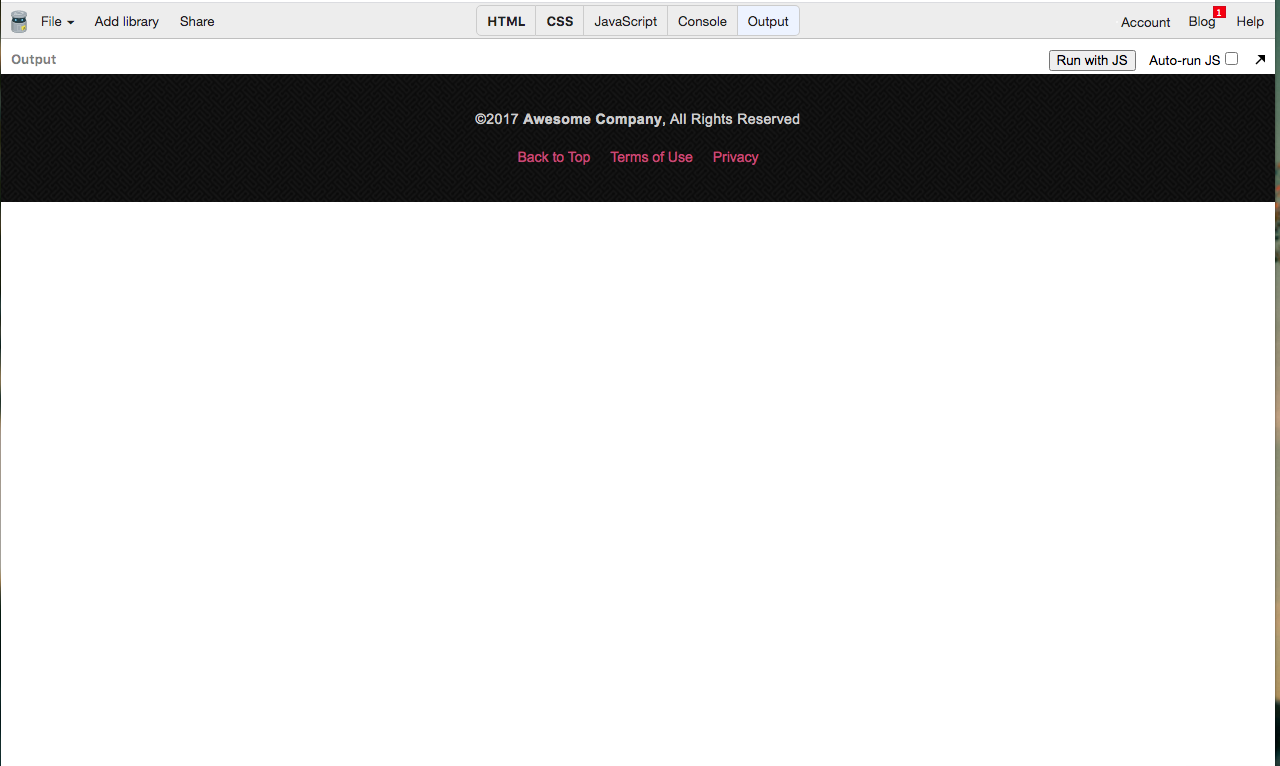 File Add library Share HTML CSS JavaScript Console Output Account Blog 1 Help
Output Run with JS Auto-run JS
©2017 Awesome Company, All Rights Reserved
Back to Top Terms of Use Privacy